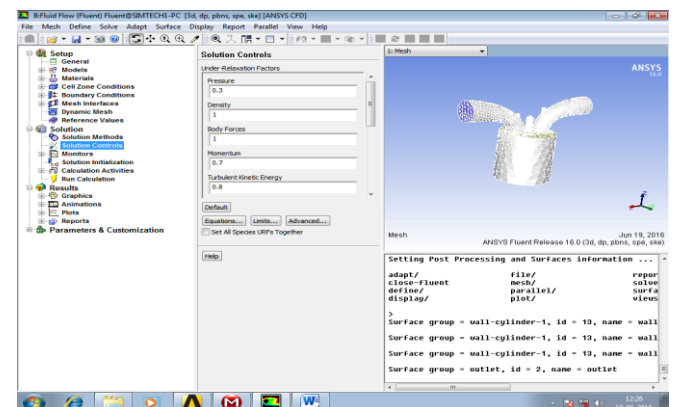 B:Fluid Flow (Fluent) Fluent@SIMTECH1-PC [3d, dp, pbns, spe, ske] [ANSYS CFD]
File Mesh Define Solve Adapt Surface Display Report Parallel View Help
Setup
General
Models
Materials
Cell Zone Conditions
Boundary Conditions
Mesh Interfaces
Dynamic Mesh
Reference Values
Solution
Solution Methods
Solution Controls
Monitors
Solution Initialization
Calculation Activities
Run Calculation
Results
Graphics
Animations
Plots
Reports
Parameters & Customization
Solution Controls
Under-Relaxation Factors
Pressure
0.3
Density
1
Body Forces
1
Momentum
0.7
Turbulent Kinetic Energy
0.8
Default
Equations... Limits... Advanced...
Set All Species URFs Together
Help
1: Mesh
ANSYS
16.0
Mesh
Jun 19, 2016
ANSYS Fluent Release 16.0 (3d, dp, pbns, spe, ske)
Setting Post Processing and Surfaces information ...
adapt/ file/ repor
close-fluent mesh/ solve
define/ parallel/ surfa
display/ plot/ views
>
Surface group = wall-cylinder-1, id = 13, name = wall
Surface group = wall-cylinder-1, id = 13, name = wall
Surface group = wall-cylinder-1, id = 13, name = wall
Surface group = outlet, id = 2, name = outlet
12:26